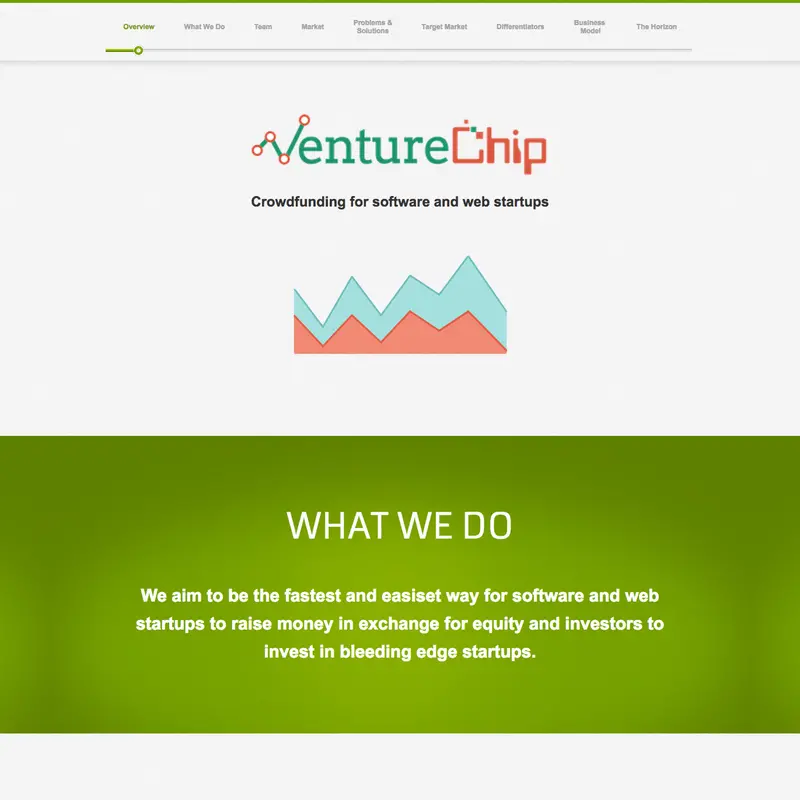 Overview
What We Do
Team
Market
Problems &
Solutions
Target Market
Differentiators
Business
Model
The Horizon
VentureChip
Crowdfunding for software and web startups
WHAT WE DO
We aim to be the fastest and easiset way for software and web
startups to raise money in exchange for equity and investors to
invest in bleeding edge startups.